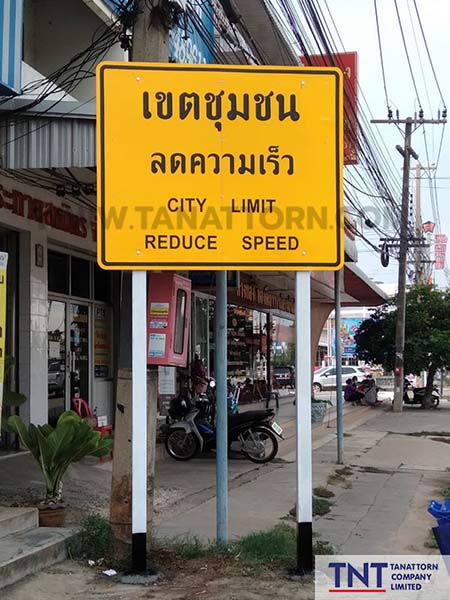 เขตชุมชน
ลดความเร็ว
CITY LIMIT
REDUCE SPEED
W.TANATTORN.CO
TNT TANATTORN
COMPANY
LIMITED